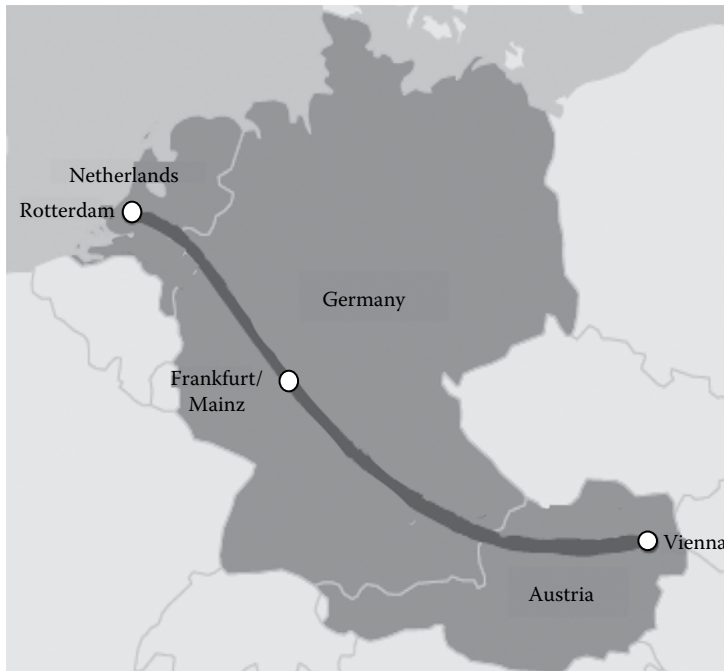 Netherlands
Rotterdam
Germany
Frankfurt/
Mainz
Vienna
Austria